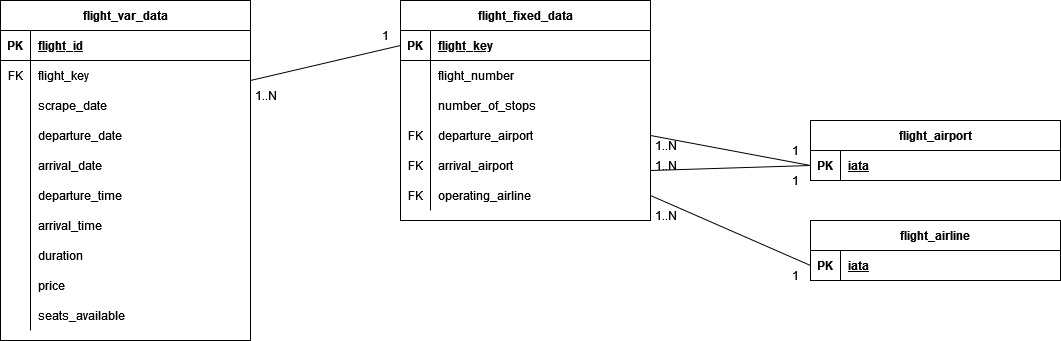 flight_var_data
PK flight_id
FK flight_key
scrape_date
departure_date
arrival_date
departure_time
arrival_time
duration
price
seats_available
1..N
1
flight_fixed_data
PK flight_key
flight_number
number_of_stops
FK departure_airport
FK arrival_airport
FK operating_airline
1..N
1..N
1..N
1
1
flight_airport
PK iata
flight_airline
PK iata
1